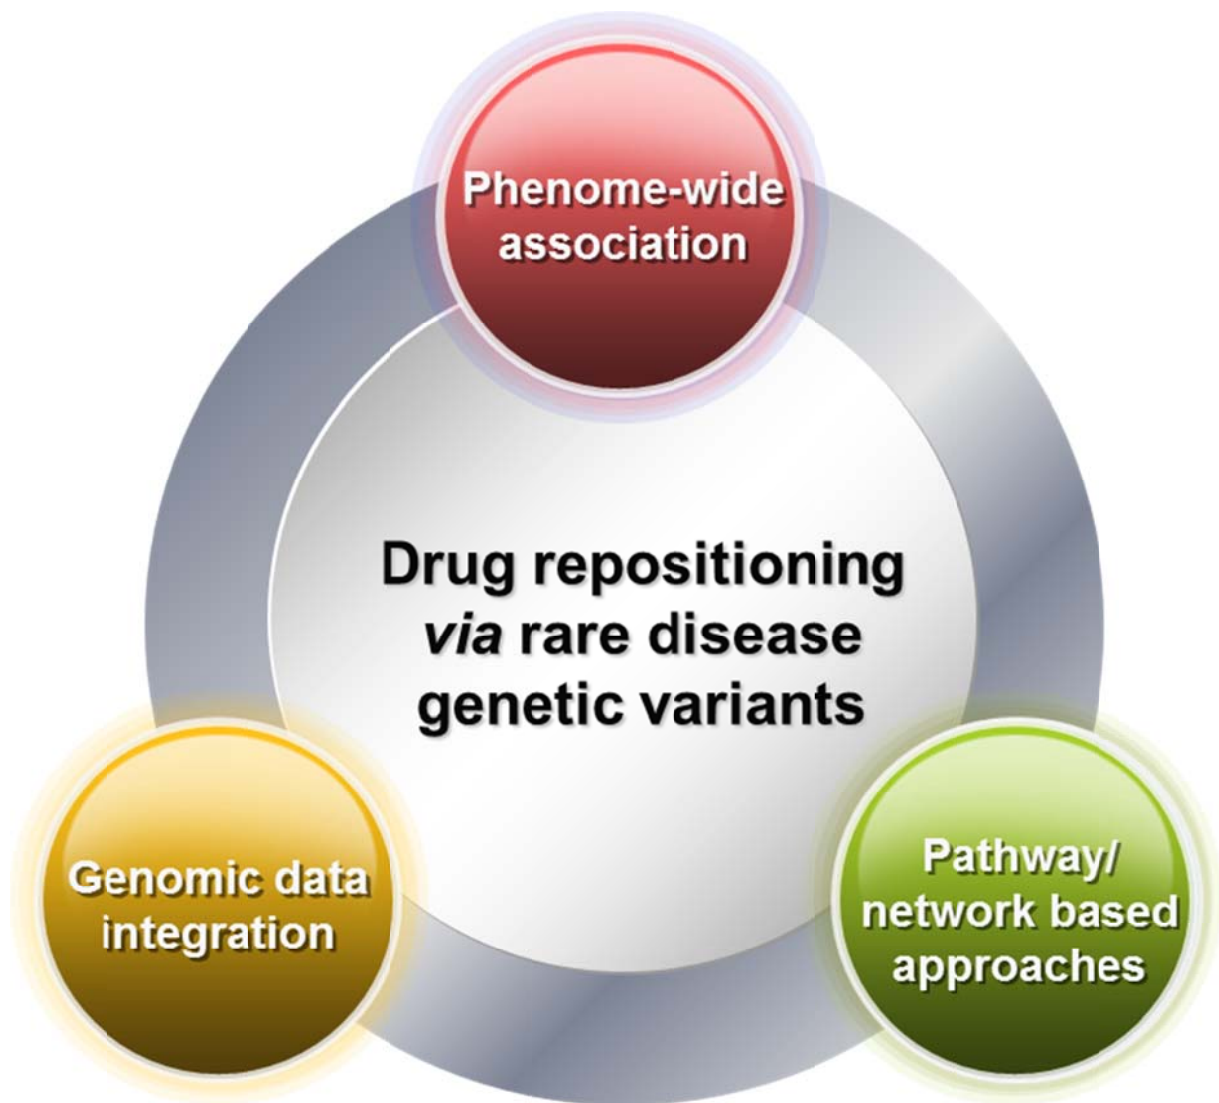 Phenome-wide
association
Drug repositioning
via rare disease
genetic variants
Genomic data
integration
Pathway/
network based
approaches